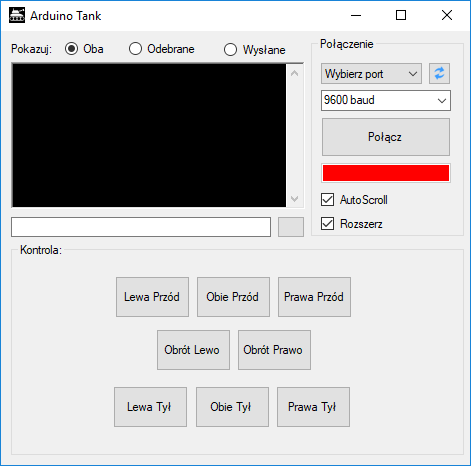 Arduino Tank
Pokazuj: Oba Odebrane Wysłane
Połączenie
Wybierz port
9600 baud
Połącz
AutoScroll
Rozszerz
Kontrola:
Lewa Przód Obie Przód Prawa Przód
Obrót Lewo Obrót Prawo
Lewa Tył Obie Tył Prawa Tył